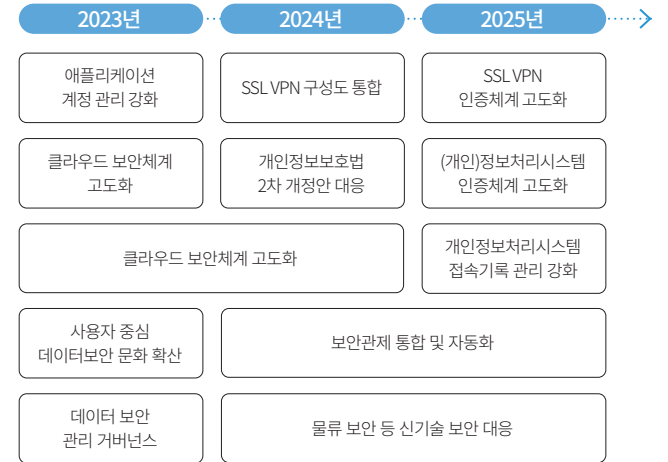 2023년
2024년
2025년
애플리케이션
계정 관리 강화
SSL VPN 구성도 통합
SSL VPN
인증체계 고도화
클라우드 보안체계
고도화
개인정보보호법
2차 개정안 대응
(개인)정보처리시스템
인증체계 고도화
클라우드 보안체계 고도화
개인정보처리시스템
접속기록 관리 강화
사용자 중심
데이터보안 문화 확산
보안관제 통합 및 자동화
데이터 보안
관리 거버넌스
물류 보안 등 신기술 보안 대응